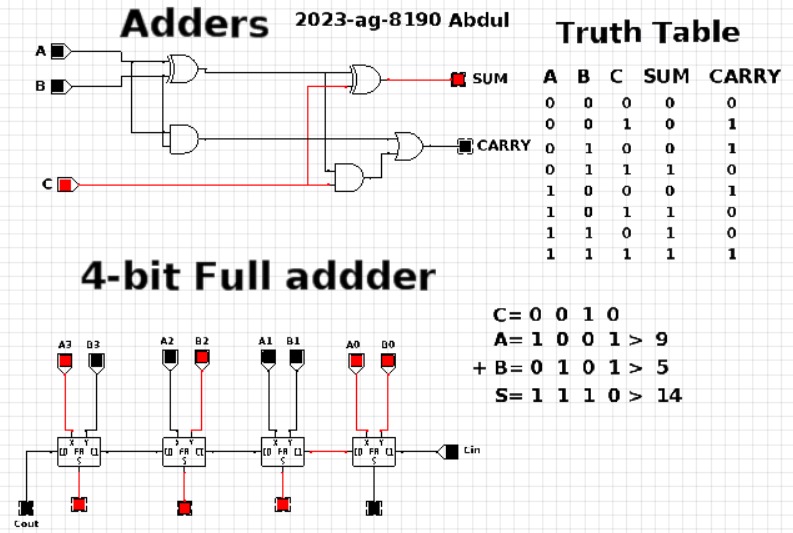 Adders
2023-ag-8190 Abdul
A
B
C
SUM
CARRY
Truth Table
A B C SUM CARRY
0 0 0 0 0
0 0 1 0 1
0 1 0 0 1
0 1 1 1 0
1 0 0 0 1
1 0 1 1 0
1 1 0 1 0
1 1 1 1 1
4-bit Full addder
C= 0 0 1 0
A= 1 0 0 1 > 9
+ B= 0 1 0 1 > 5
S= 1 1 1 0 > 14
A3 B3 A2 B2 A1 B1 A0 B0
X Y X Y X Y X Y
CO FA CI CO FA CI CO FA CI CO FA CI Cin
S S S S
Cout